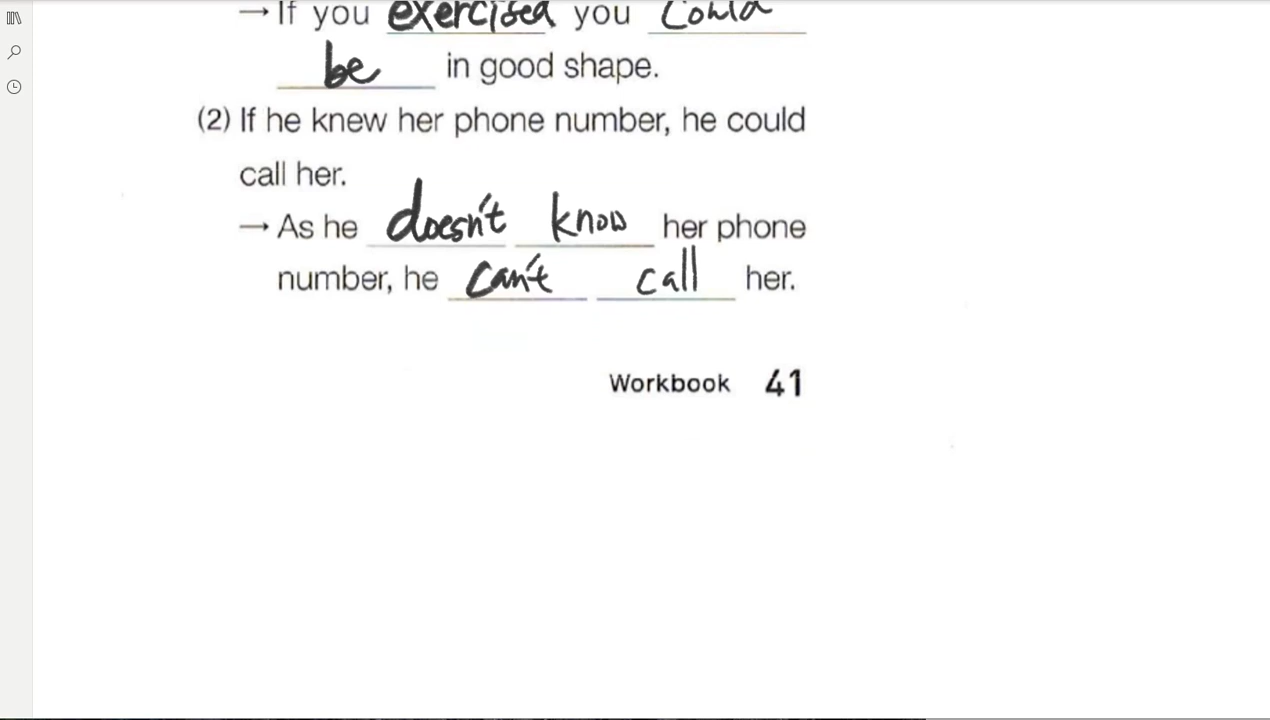 → If you exercised you could
be in good shape.
(2) If he knew her phone number, he could
call her.
→ As he doesn't know her phone
number, he can't call her.
Workbook 41